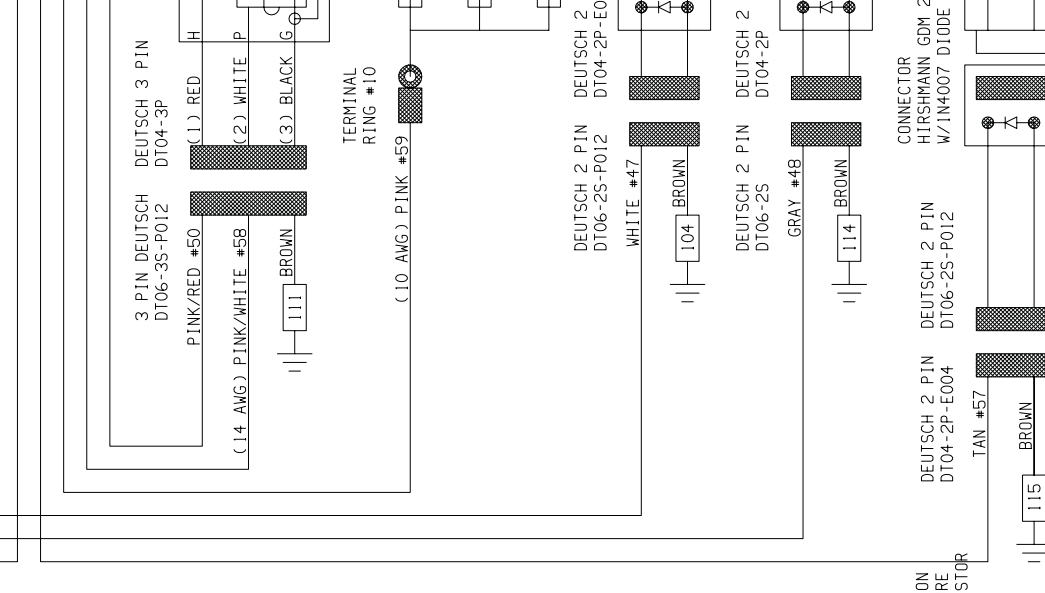 H
P
G
(1) RED
(2) WHITE
(3) BLACK
DEUTSCH 3 PIN
DT04-3P
3 PIN DEUTSCH
DT06-3S-P012
PINK/RED #50
(14 AWG) PINK/WHITE #58
BROWN
111
TERMINAL
RING #10
(10 AWG) PINK #59
DEUTSCH 2
DT04-2P-E0
DEUTSCH 2 PIN
DT06-2S-P012
WHITE #47
BROWN
104
DEUTSCH 2
DT04-2P
DEUTSCH 2 PIN
DT06-2S
GRAY #48
BROWN
114
CONNECTOR
HIRSHMANN GDM 2
W/1N4007 DIODE
DEUTSCH 2 PIN
DT06-2S-P012
DEUTSCH 2 PIN
DT04-2P-E004
TAN #57
BROWN
115
ON
RE
STOR